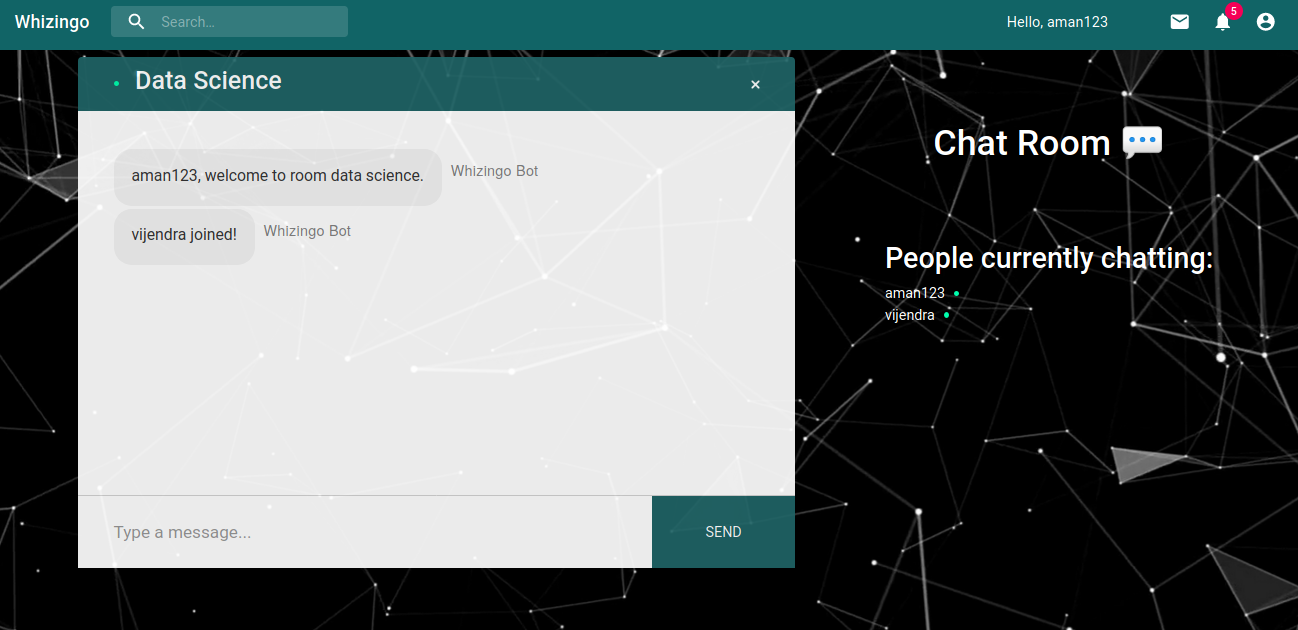 Whizingo
Search...
Hello, aman123
5
Data Science
×
aman123, welcome to room data science.
Whizingo Bot
vijendra joined!
Whizingo Bot
Type a message...
SEND
Chat Room 💬
People currently chatting:
aman123
vijendra